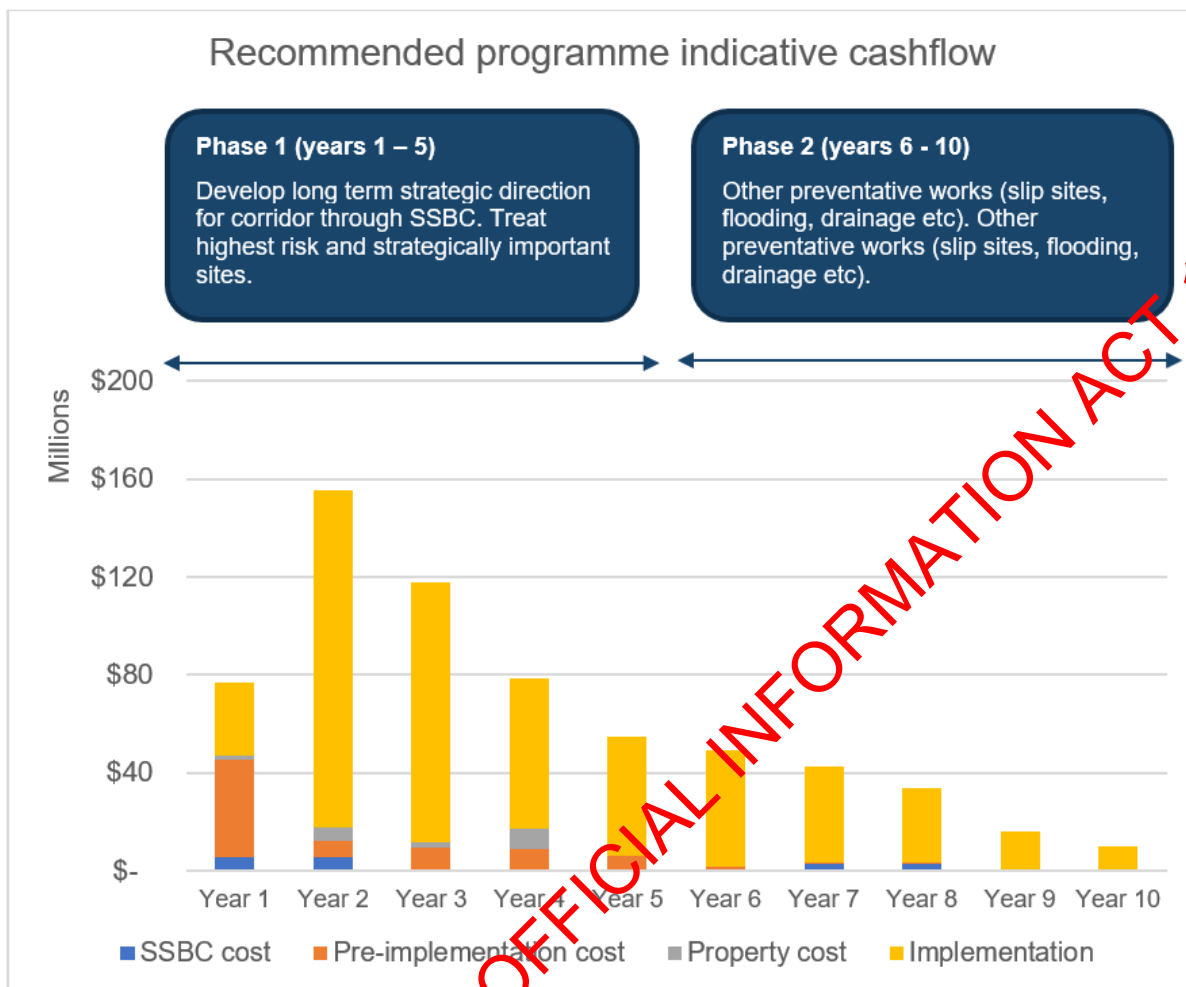 Recommended programme indicative cashflow
Phase 1 (years 1 – 5)
Develop long term strategic direction
for corridor through SSBC. Treat
highest risk and strategically important
sites.
Phase 2 (years 6 - 10)
Other preventative works (slip sites,
flooding, drainage etc). Other
preventative works (slip sites, flooding,
drainage etc).
Millions
$200
$160
$120
$80
$40
$-
Year 1 Year 2 Year 3 Year 4 Year 5 Year 6 Year 7 Year 8 Year 9 Year 10
SSBC cost Pre-implementation cost Property cost Implementation
OFFICIAL INFORMATION ACT